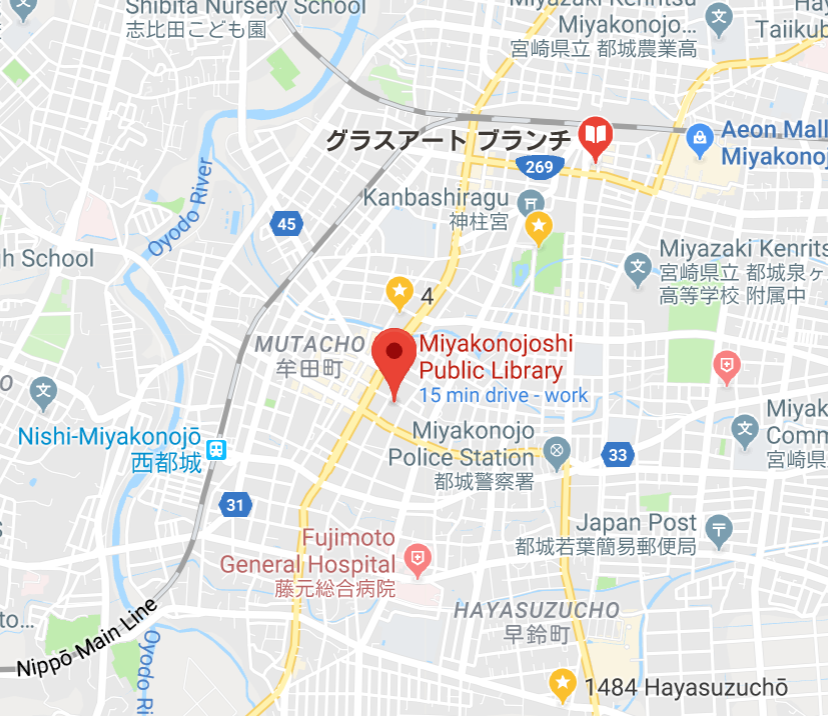 Shibita Nursery School
志比田こども園
Miyazaki Kenritsu
Miyakonojo...
宮崎県立 都城農業高
Taiikub
グラスアート ブランチ
Aeon Mall
Miyakonoj
269
Kanbashiragu
神柱宮
Oyodo River
45
h School
Miyazaki Kenrits
宮崎県立 都城泉ヶ
高等学校 附属中
4
MUTACHO
牟田町
Miyakonojoshi
Public Library
15 min drive - work
Nishi-Miyakonojō
西都城
Miyakonojo
Police Station
都城警察署
33
Miyak
Comm
宮崎県
31
Japan Post
都城若葉簡易郵便局
Fujimoto
General Hospital
藤元総合病院
HAYASUZUCHO
早鈴町
to...
Nippō Main Line
Oyodo River
1484 Hayasuzuchō